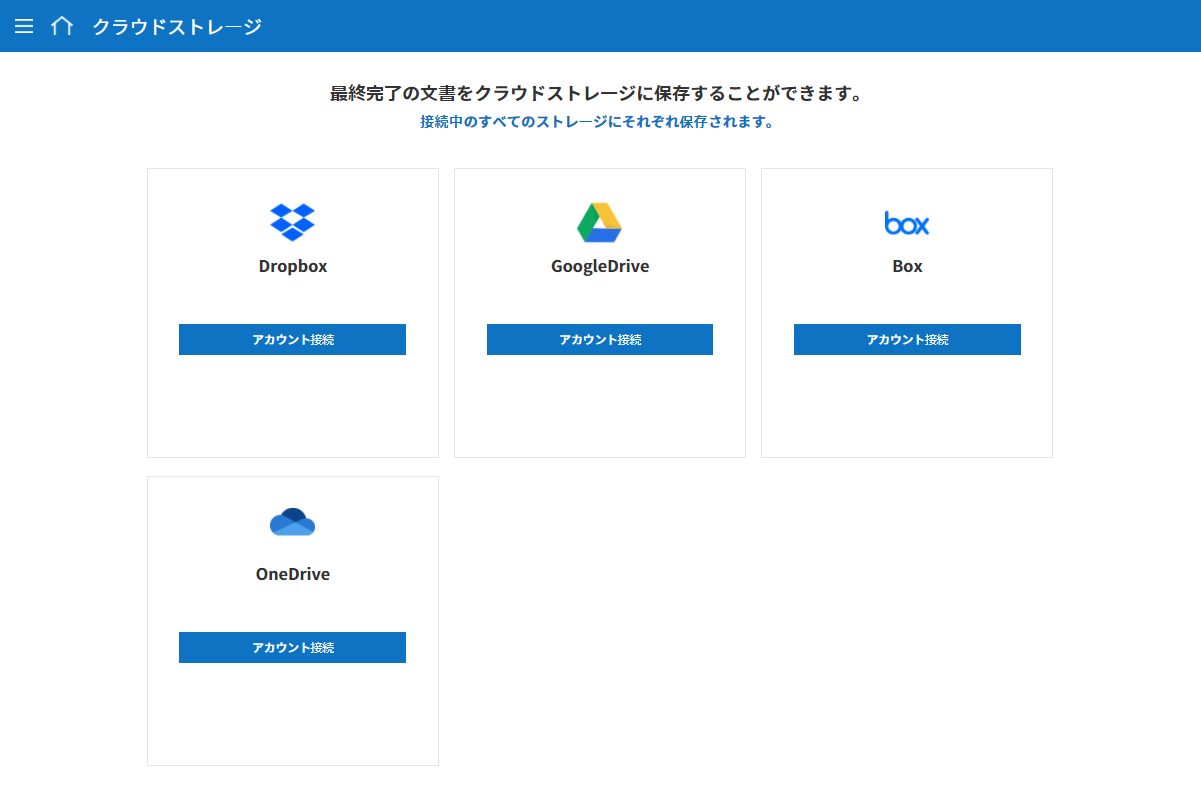 クラウドストレージ
最終完了の文書をクラウドストレージに保存することができます。
接続中のすべてのストレージにそれぞれ保存されます。
Dropbox
アカウント接続
GoogleDrive
アカウント接続
box
Box
アカウント接続
OneDrive
アカウント接続